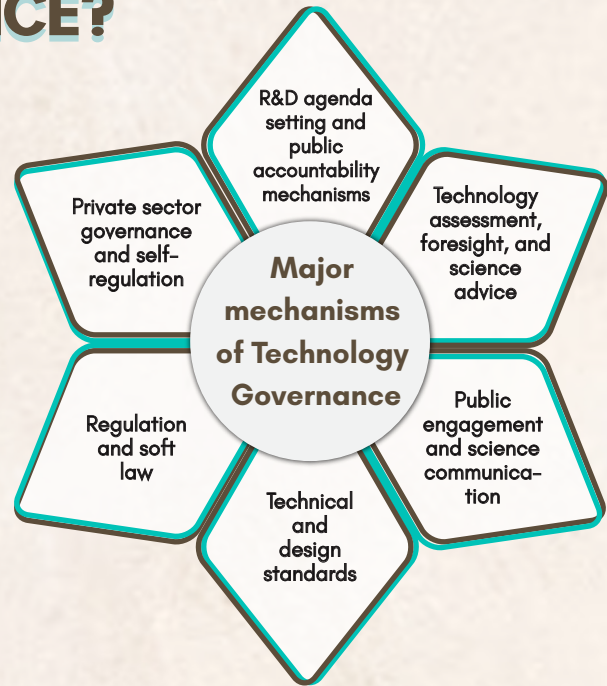 CE?
R&D agenda
setting and
public
accountability
mechanisms
Technology
assessment,
foresight, and
science
advice
Public
engagement
and science
communica-
tion
Technical
and
design
standards
Regulation
and soft
law
Private sector
governance
and self-
regulation
Major
mechanisms
of Technology
Governance